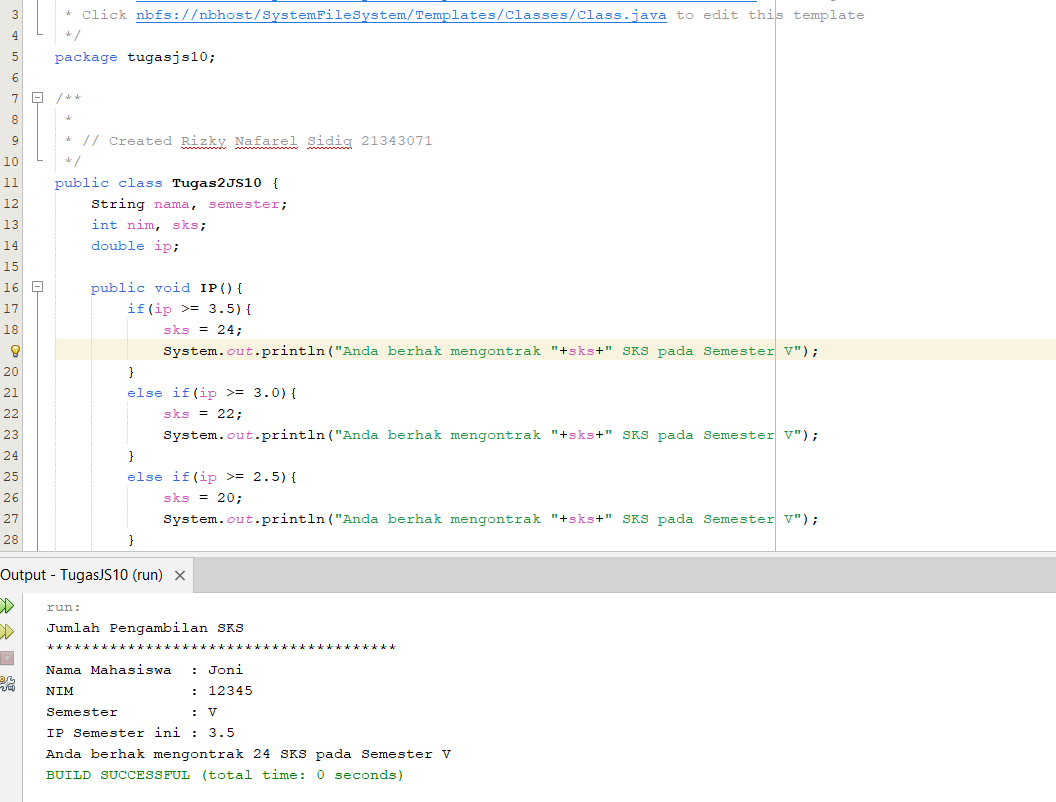 3 * Click nbfs://nbhost/SystemFileSystem/Templates/Classes/Class.java to edit this template
4 */
5 package tugasjs10;
6
7 /**
8 *
9 * // Created Rizky Nafarel Sidiq 21343071
10 */
11 public class Tugas2JS10 {
12 String nama, semester;
13 int nim, sks;
14 double ip;
15
16 public void IP(){
17 if(ip >= 3.5){
18 sks = 24;
System.out.println("Anda berhak mengontrak "+sks+" SKS pada Semester V");
20 }
21 else if(ip >= 3.0){
22 sks = 22;
23 System.out.println("Anda berhak mengontrak "+sks+" SKS pada Semester V");
24 }
25 else if(ip >= 2.5){
26 sks = 20;
27 System.out.println("Anda berhak mengontrak "+sks+" SKS pada Semester V");
28 }
Output - TugasJS10 (run)
run:
Jumlah Pengambilan SKS
***************************************
Nama Mahasiswa : Joni
NIM : 12345
Semester : V
IP Semester ini : 3.5
Anda berhak mengontrak 24 SKS pada Semester V
BUILD SUCCESSFUL (total time: 0 seconds)